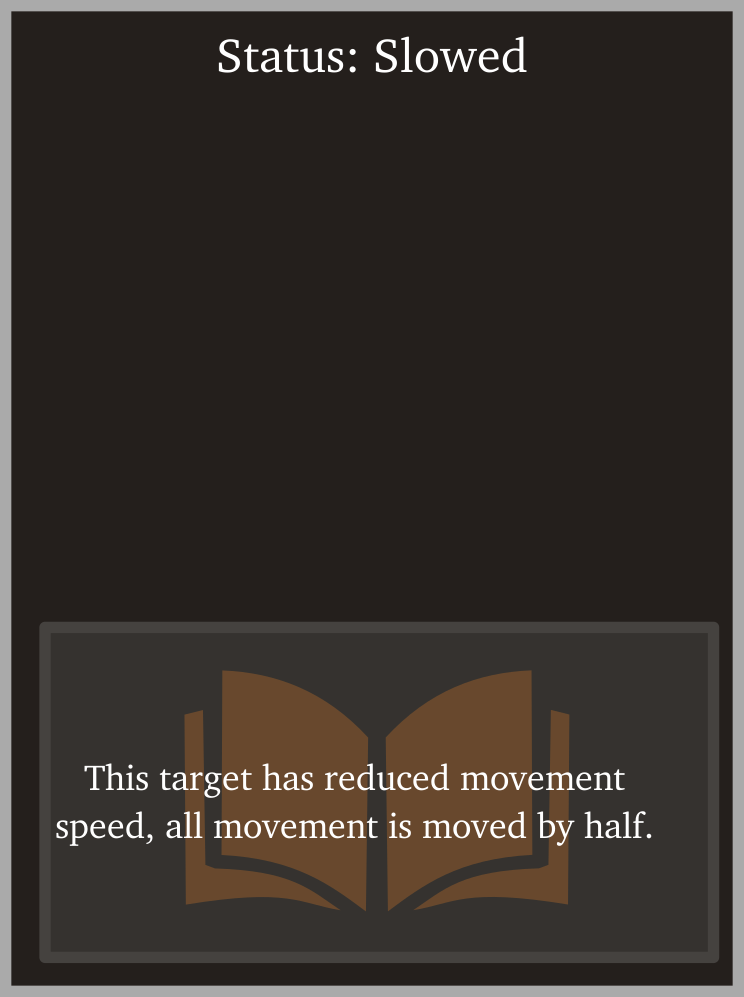 Status: Slowed
This target has reduced movement
speed, all movement is moved by half.